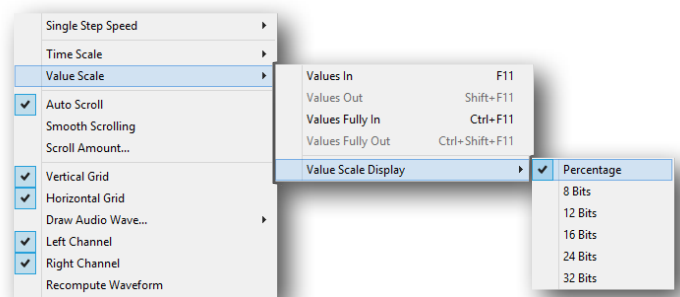 Single Step Speed
Time Scale
Value Scale
Auto Scroll
Smooth Scrolling
Scroll Amount...
Vertical Grid
Horizontal Grid
Draw Audio Wave...
Left Channel
Right Channel
Recompute Waveform
Values In F11
Values Out Shift+F11
Values Fully In Ctrl+F11
Values Fully Out Ctrl+Shift+F11
Value Scale Display
Percentage
8 Bits
12 Bits
16 Bits
24 Bits
32 Bits